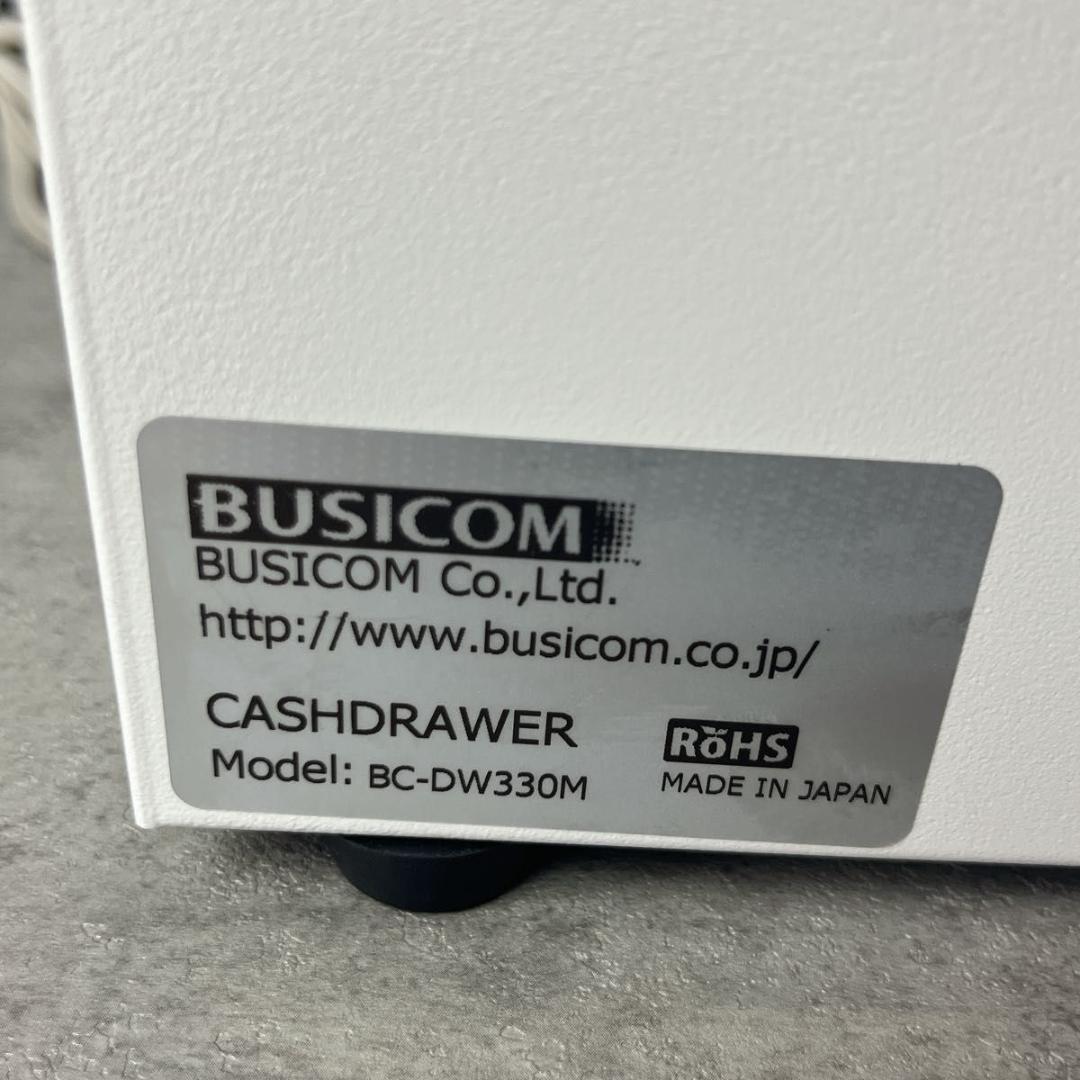 BUSICOM
BUSICOM Co.,Ltd.
http://www.busicom.co.jp/
CASHDRAWER
Model: BC-DW330M
RoHS
MADE IN JAPAN